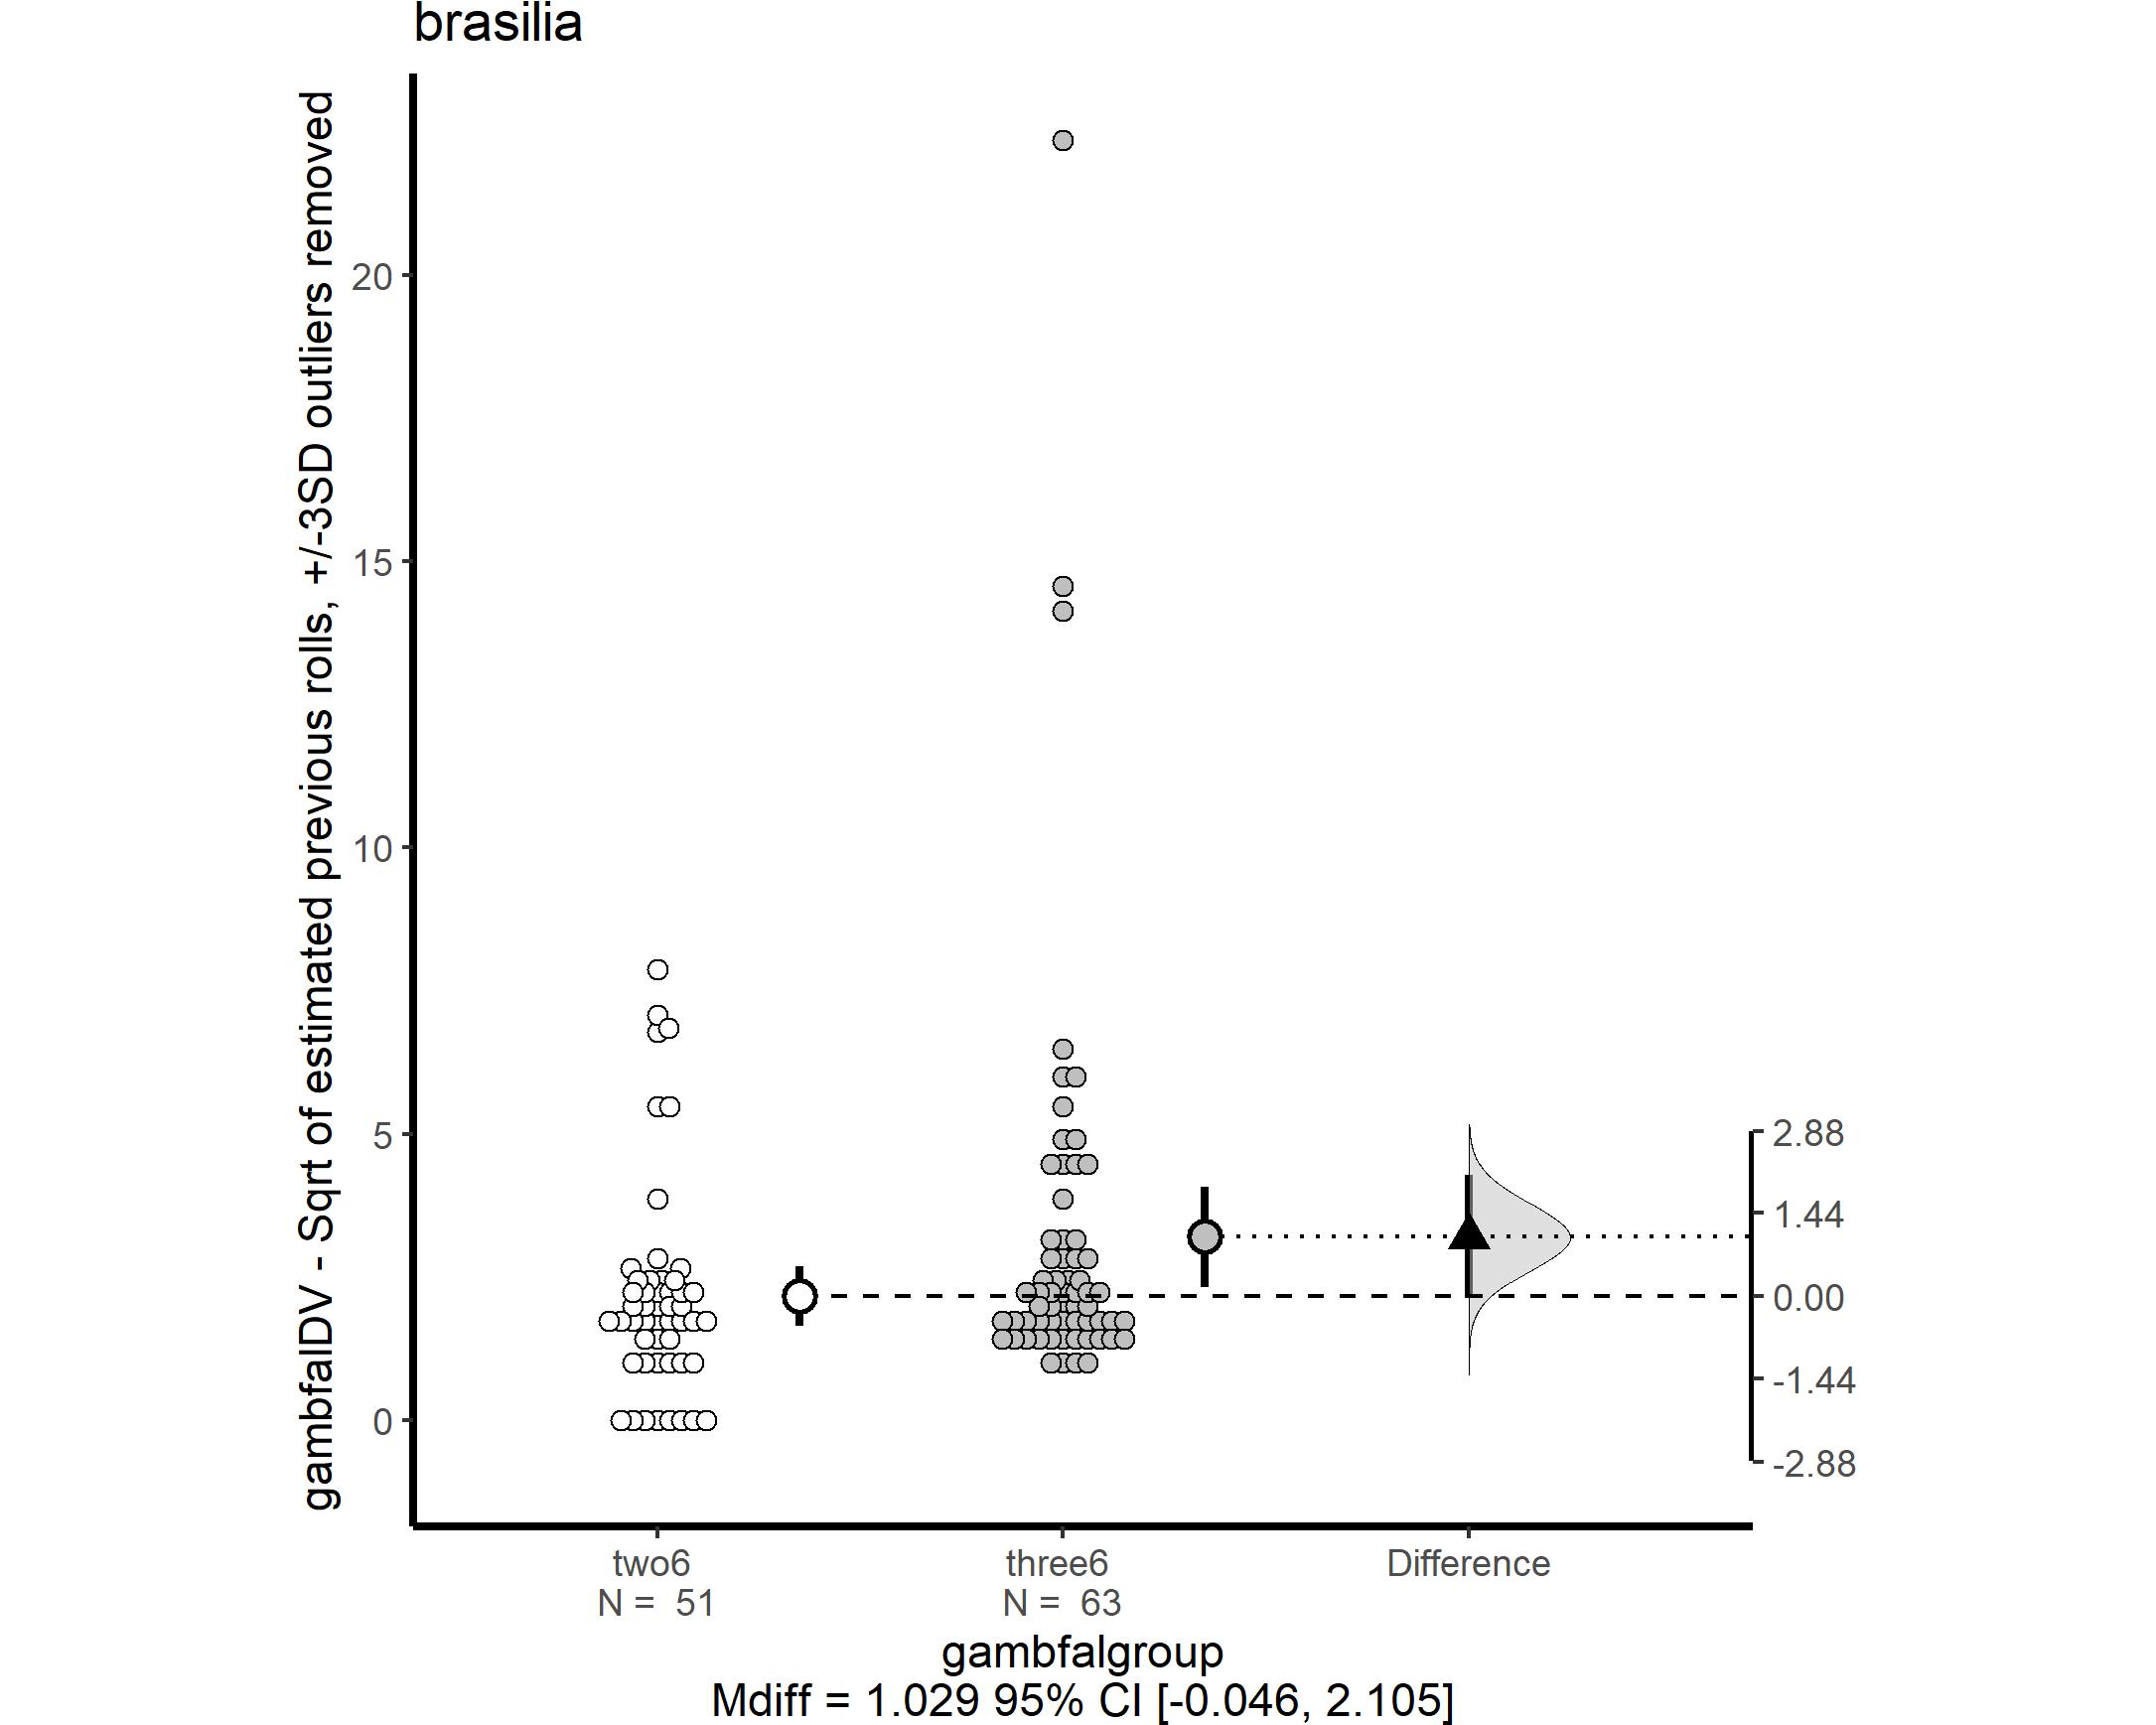 brasilia
gambfalDV - Sqrt of estimated previous rolls, +/-3SD outliers removed
20
15
10
5
0
2.88
1.44
0.00
-1.44
-2.88
two6
N = 51
three6
N = 63
Difference
gambfalgroup
Mdiff = 1.029 95% CI [-0.046, 2.105]